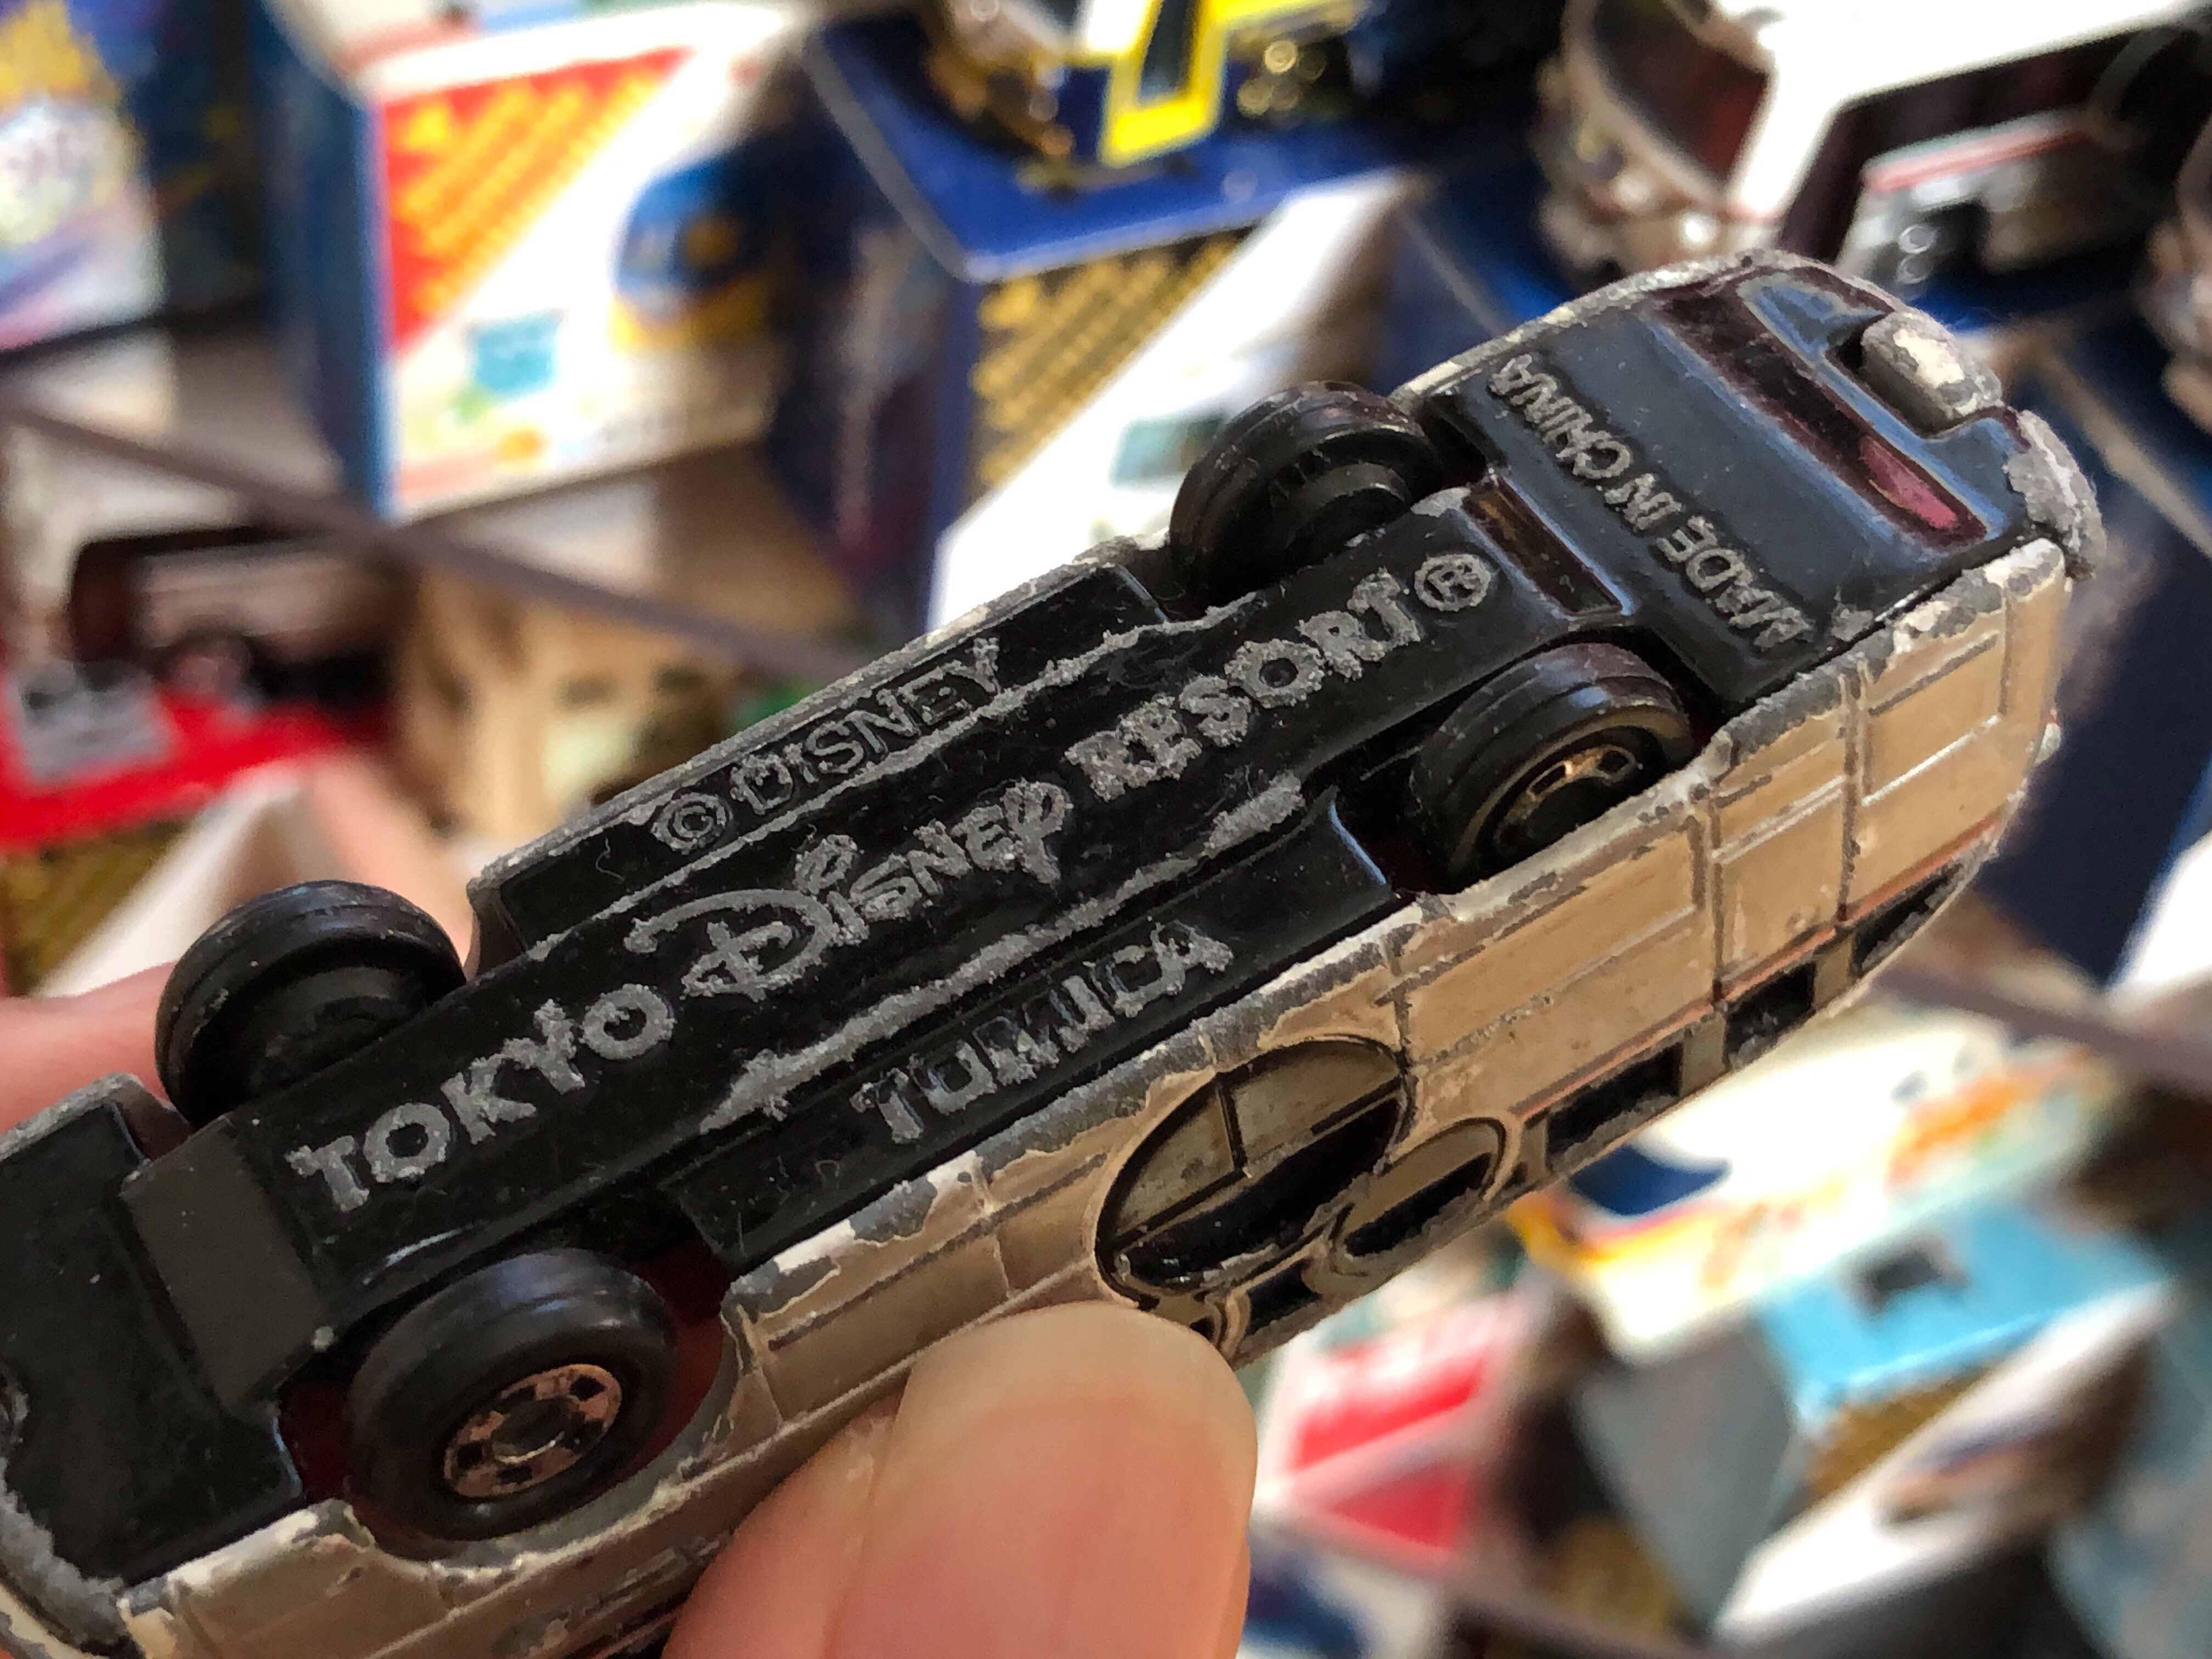 © DISNEY
TOKYO DISNEY RESORT®
TOMICA
MADE IN CHINA